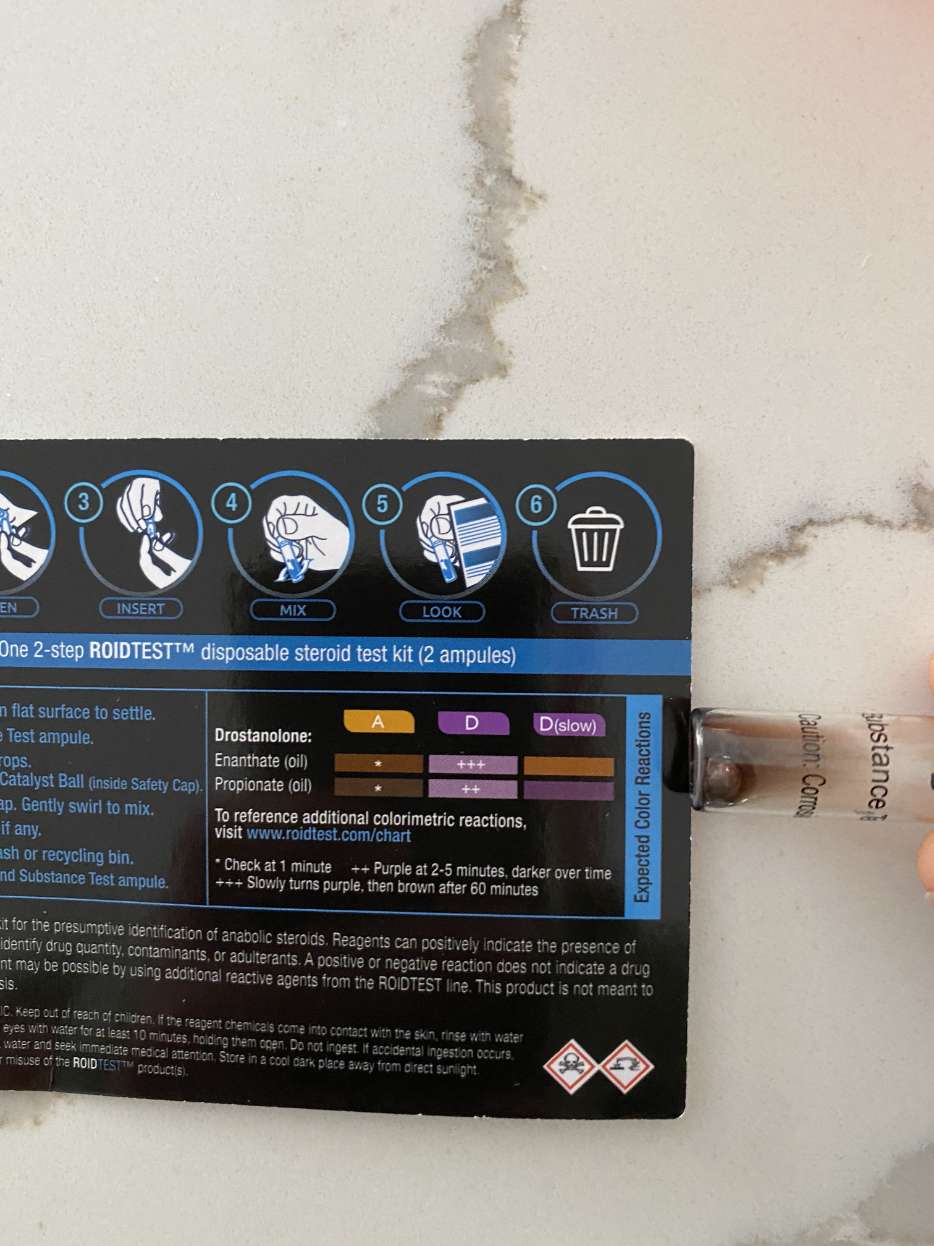 3
4
5
6
EN
INSERT
MIX
LOOK
TRASH
One 2-step ROIDTEST™ disposable steroid test kit (2 ampules)
n flat surface to settle.
e Test ampule.
rops.
Catalyst Ball (inside Safety Cap).
ap. Gently swirl to mix.
if any.
ash or recycling bin.
nd Substance Test ampule.
A D D(slow)
Drostanolone:
Enanthate (oil) * +++
Propionate (oil) * ++
To reference additional colorimetric reactions,
visit www.roidtest.com/chart
* Check at 1 minute ++ Purple at 2-5 minutes, darker over time
+++ Slowly turns purple, then brown after 60 minutes
Expected Color Reactions
kit for the presumptive identification of anabolic steroids. Reagents can positively indicate the presence of
identify drug quantity, contaminants, or adulterants. A positive or negative reaction does not indicate a drug
nt may be possible by using additional reactive agents from the ROIDTEST line. This product is not meant to
sis.
IC. Keep out of reach of children. If the reagent chemicals come into contact with the skin, rinse with water
eyes with water for at least 10 minutes, holding them open. Do not ingest. If accidental ingestion occurs,
water and seek immediate medical attention. Store in a cool dark place away from direct sunlight.
r misuse of the ROIDTEST™ product(s).
ubstance
Caution: Corros